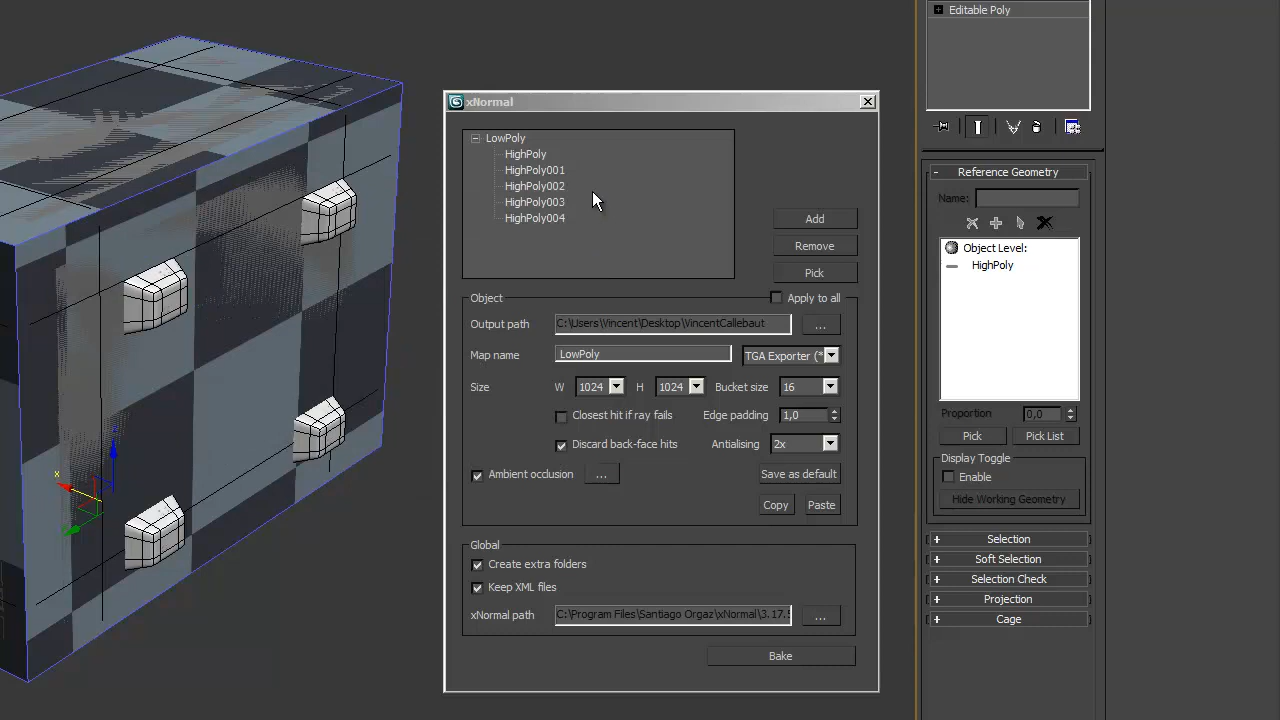 Editable Poly
xNormal
LowPoly
HighPoly
HighPoly001
HighPoly002
HighPoly003
HighPoly004
Add
Remove
Pick
Object
Apply to all
Output path
C:\Users\Vincent\Desktop\VincentCallebaut
...
Map name
LowPoly
TGA Exporter (*
Size
W
1024
H
1024
Bucket size
16
Closest hit if ray fails
Edge padding
1,0
Discard back-face hits
Antialising
2x
Ambient occlusion
...
Save as default
Copy
Paste
Global
Create extra folders
Keep XML files
xNormal path
C:\Program Files\Santiago Orgaz\xNormal\3.17.
...
Bake
Reference Geometry
Name:
Object Level:
HighPoly
Proportion
0,0
Pick
Pick List
Display Toggle
Enable
Hide Working Geometry
Selection
Soft Selection
Selection Check
Projection
Cage
x